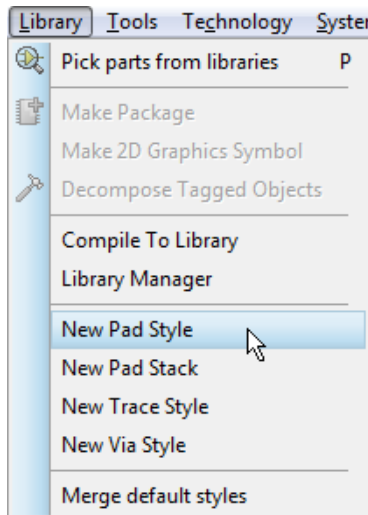 Library Tools Technology System
Pick parts from libraries P
Make Package
Make 2D Graphics Symbol
Decompose Tagged Objects
Compile To Library
Library Manager
New Pad Style
New Pad Stack
New Trace Style
New Via Style
Merge default styles